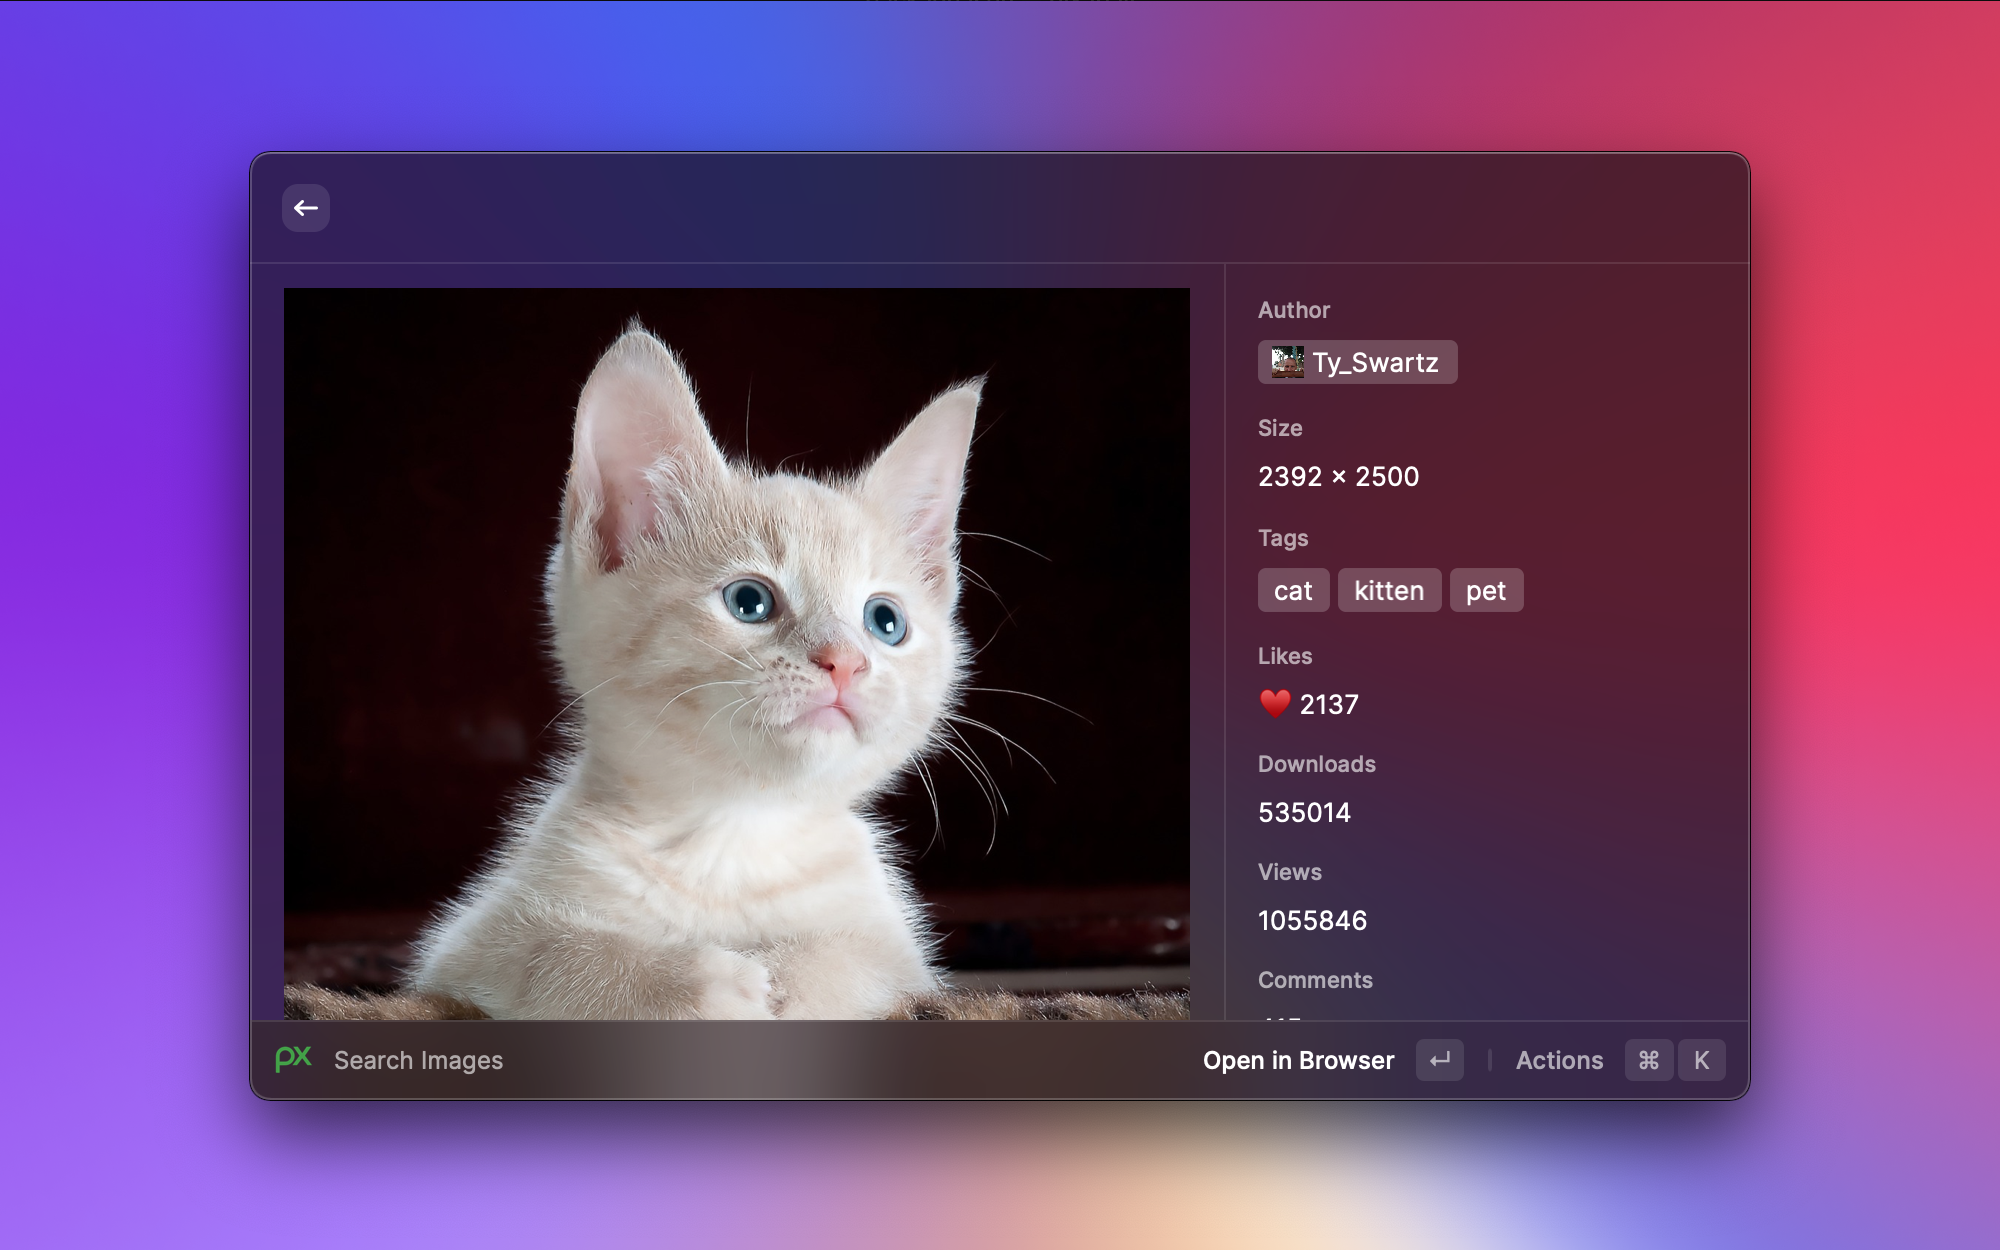 Author
Ty_Swartz
Size
2392 × 2500
Tags
cat kitten pet
Likes
❤️ 2137
Downloads
535014
Views
1055846
Comments
px Search Images Open in Browser ↵ Actions ⌘ K